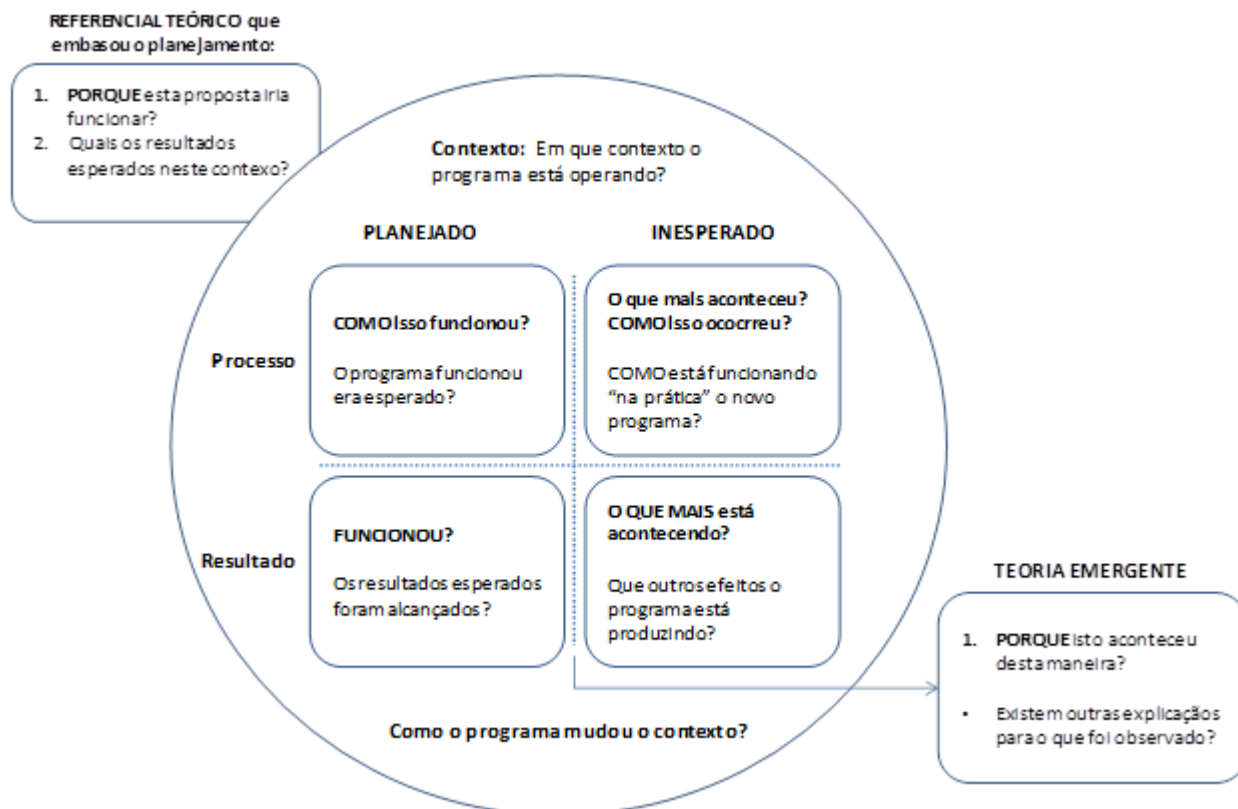 REFERENCIAL TEÓRICO que
embasou o planejamento:
1. PORQUE esta proposta iria
funcionar?
2. Quais os resultados
esperados neste contexo?
Contexto: Em que contexto o
programa está operando?
PLANEJADO
INESPERADO
Processo
COMO isso funcionou?
O programa funcionou
era esperado?
O que mais aconteceu?
COMO isso ococrreu?
COMO está funcionando
“na prática” o novo
programa?
Resultado
FUNCIONOU?
Os resultados esperados
foram alcançados?
O QUE MAIS está
acontecendo?
Que outros efeitos o
programa está
produzindo?
Como o programa mudou o contexto?
TEORIA EMERGENTE
1. PORQUE isto aconteceu
desta maneira?
• Existem outras explicaçãos
para o que foi observado?